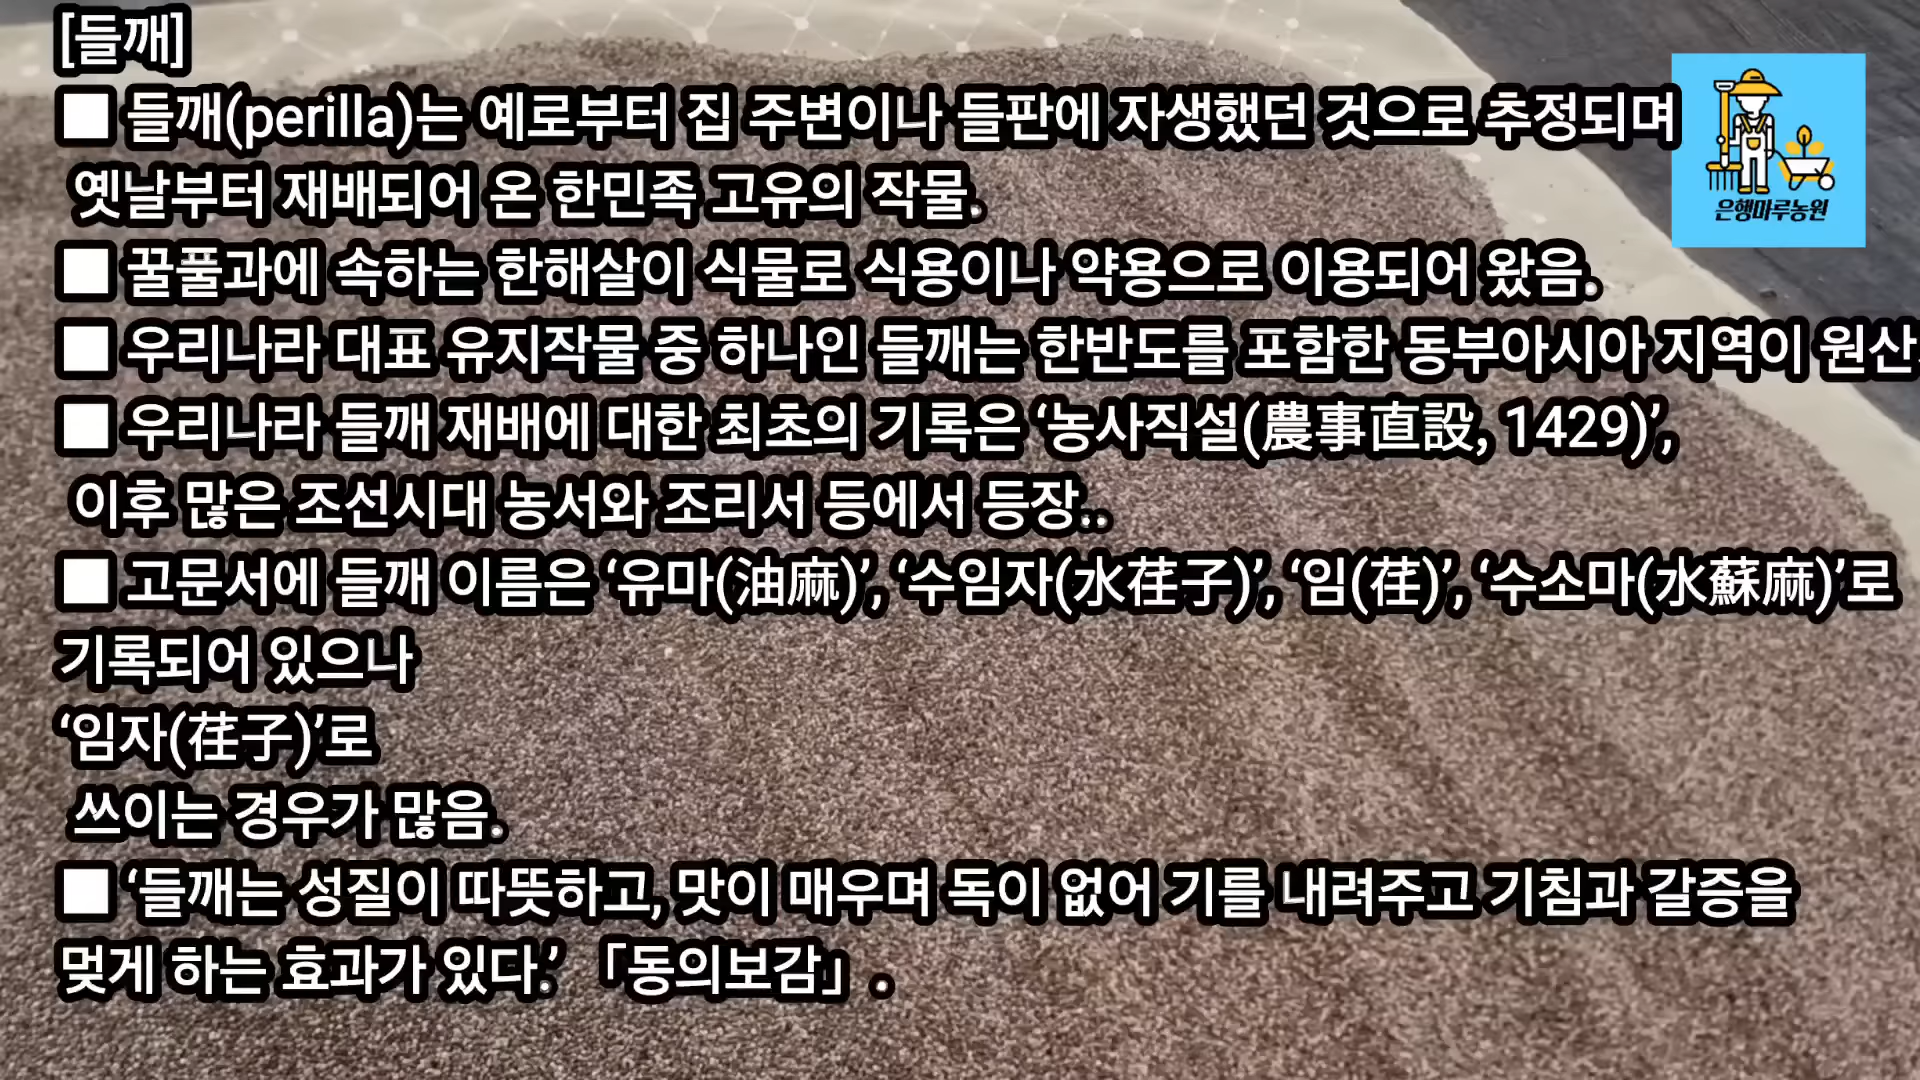 [들깨]
■ 들깨(perilla)는 예로부터 집 주변이나 들판에 자생했던 것으로 추정되며
옛날부터 재배되어 온 한민족 고유의 작물.
■ 꿀풀과에 속하는 한해살이 식물로 식용이나 약용으로 이용되어 왔음.
■ 우리나라 대표 유지작물 중 하나인 들깨는 한반도를 포함한 동부아시아 지역이 원산.
■ 우리나라 들깨 재배에 대한 최초의 기록은 ‘농사직설(農事直設, 1429)’,
이후 많은 조선시대 농서와 조리서 등에서 등장..
■ 고문서에 들깨 이름은 ‘유마(油麻)’, ‘수임자(水荏子)’, ‘임(荏)’, ‘수소마(水蘇麻)’로
기록되어 있으나
‘임자(荏子)’로
쓰이는 경우가 많음.
■ ‘들깨는 성질이 따뜻하고, 맛이 매우며 독이 없어 기를 내려주고 기침과 갈증을
멎게 하는 효과가 있다.’ 「동의보감」.
은행마루농원